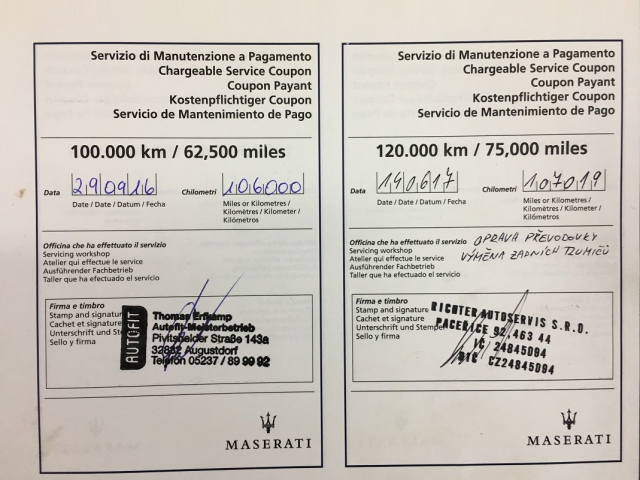 Servizio di Manutenzione a Pagamento
Chargeable Service Coupon
Coupon Payant
Kostenpflichtiger Coupon
Servicio de Mantenimiento de Pago
100.000 km / 62,500 miles
Data 290916 Chilometri 106000
Date / Date / Datum / Fecha
Miles or Kilometres /
Kilomètres / Kilometer /
Kilómetros
Officina che ha effettuato il servizio
Servicing workshop
Atelier qui effectue le service
Ausführender Fachbetrieb
Taller que ha efectuado el servicio
Firma e timbro
Stamp and signature
Cachet et signature
Unterschrift und Ste
Sello y firma
AUTOFIT
Thomas Erfkamp
Autofit-Meisterbetrieb
Pivitsheider Straße 143a
32832 Augustdorf
Telefon 05237 / 89 99 92
MASERATI
Servizio di Manutenzione a Pagamento
Chargeable Service Coupon
Coupon Payant
Kostenpflichtiger Coupon
Servicio de Mantenimiento de Pago
120.000 km / 75,000 miles
Data 140617 Chilometri 107019
Date / Date / Datum / Fecha
Miles or Kilometres /
Kilomètres / Kilometer /
Kilómetros
Officina che ha effettuato il servizio
Servicing workshop
Atelier qui effectue le service
Ausführender Fachbetrieb
Taller que ha efectuado el servicio
OPRAVA PŘEVODOVKY
VÝMĚNA ZADNÍCH TLUMIČŮ
Firma e timbro
Stamp and signature
Cachet et signature
Unterschrift und Stempel
Sello y firma
RICHTER AUTOSERVIS S.R.O.
PACEŘICE 92, 463 44
IČ 24845094
DIČ CZ24845094
MASERATI